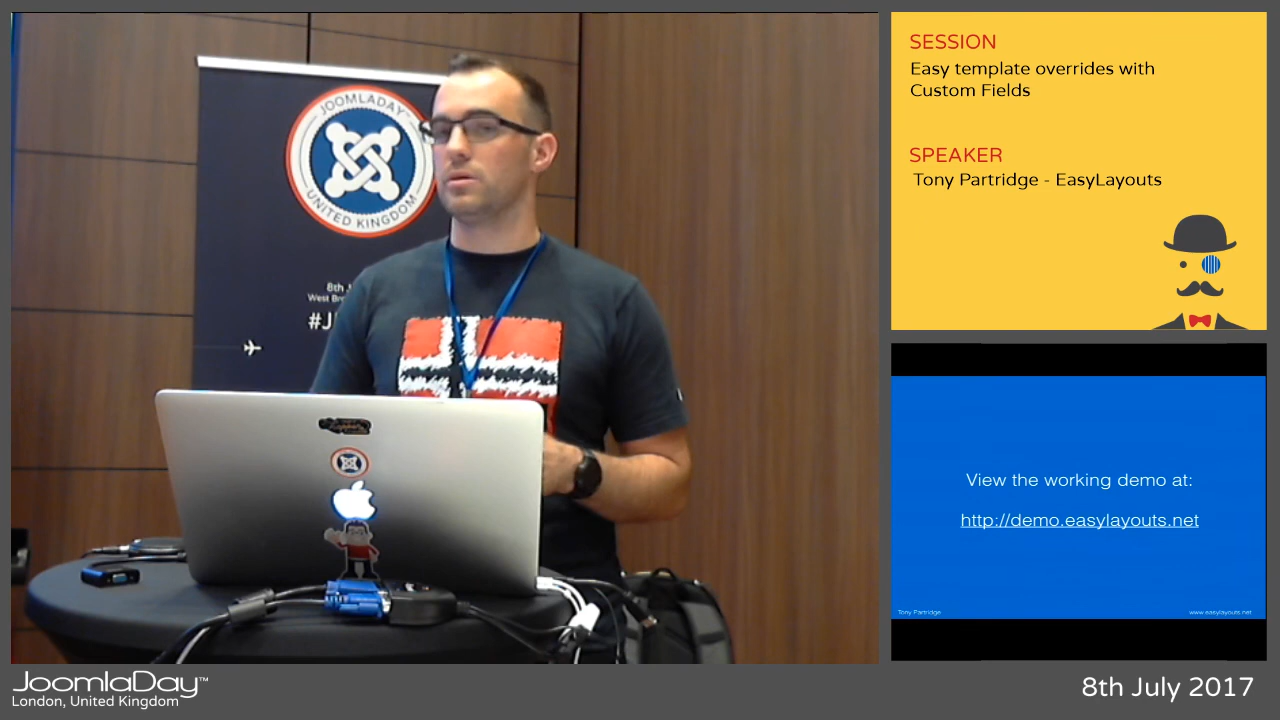 JOOMLADAY
UNITED KINGDOM
8th
West
SESSION
Easy template overrides with
Custom Fields
SPEAKER
Tony Partridge - EasyLayouts
View the working demo at:
http://demo.easylayouts.net
Tony Partridge
www.easylayouts.net
JoomlaDay™
London, United Kingdom
8th July 2017